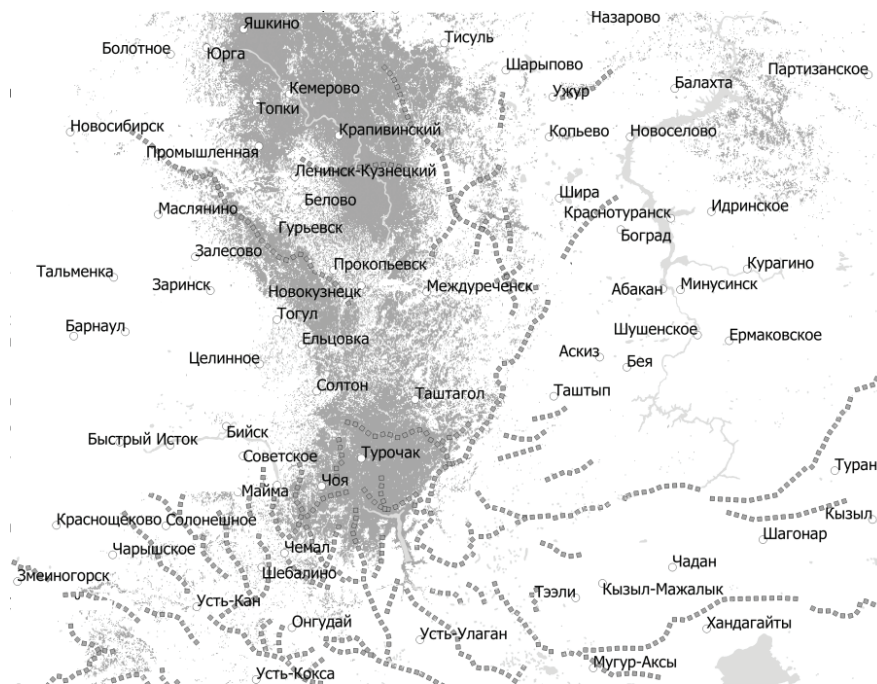 Назарово
Яшкино
Тисуль
Болотное
Юрга
Шарыпово
Партизанское
Балахта
Кемерово
Ужур
Топки
Новосибирск
Крапивинский
Копьево
Новоселово
Промышленная
Ленинск-Кузнецкий
Шира
Белово
Маслянино
Краснотуранск
Идринское
Гурьевск
Боград
Залесово
Прокопьевск
Курагино
Тальменка
Заринск
Новокузнецк
Междуреченск
Абакан
Минусинск
Тогул
Барнаул
Шушенское
Ермаковское
Ельцовка
Аскиз
Целинное
Бея
Солтон
Таштагол
Таштып
Бийск
Быстрый Исток
Советское
Турочак
Туран
Чоя
Майма
Кызыл
Краснощёково
Солонешное
Шагонар
Чарышское
Чемал
Чадан
Змеиногорск
Шебалино
Тээли
Кызыл-Мажалык
Усть-Кан
Онгудай
Усть-Улаган
Хандагайты
Мугур-Аксы
Усть-Кокса